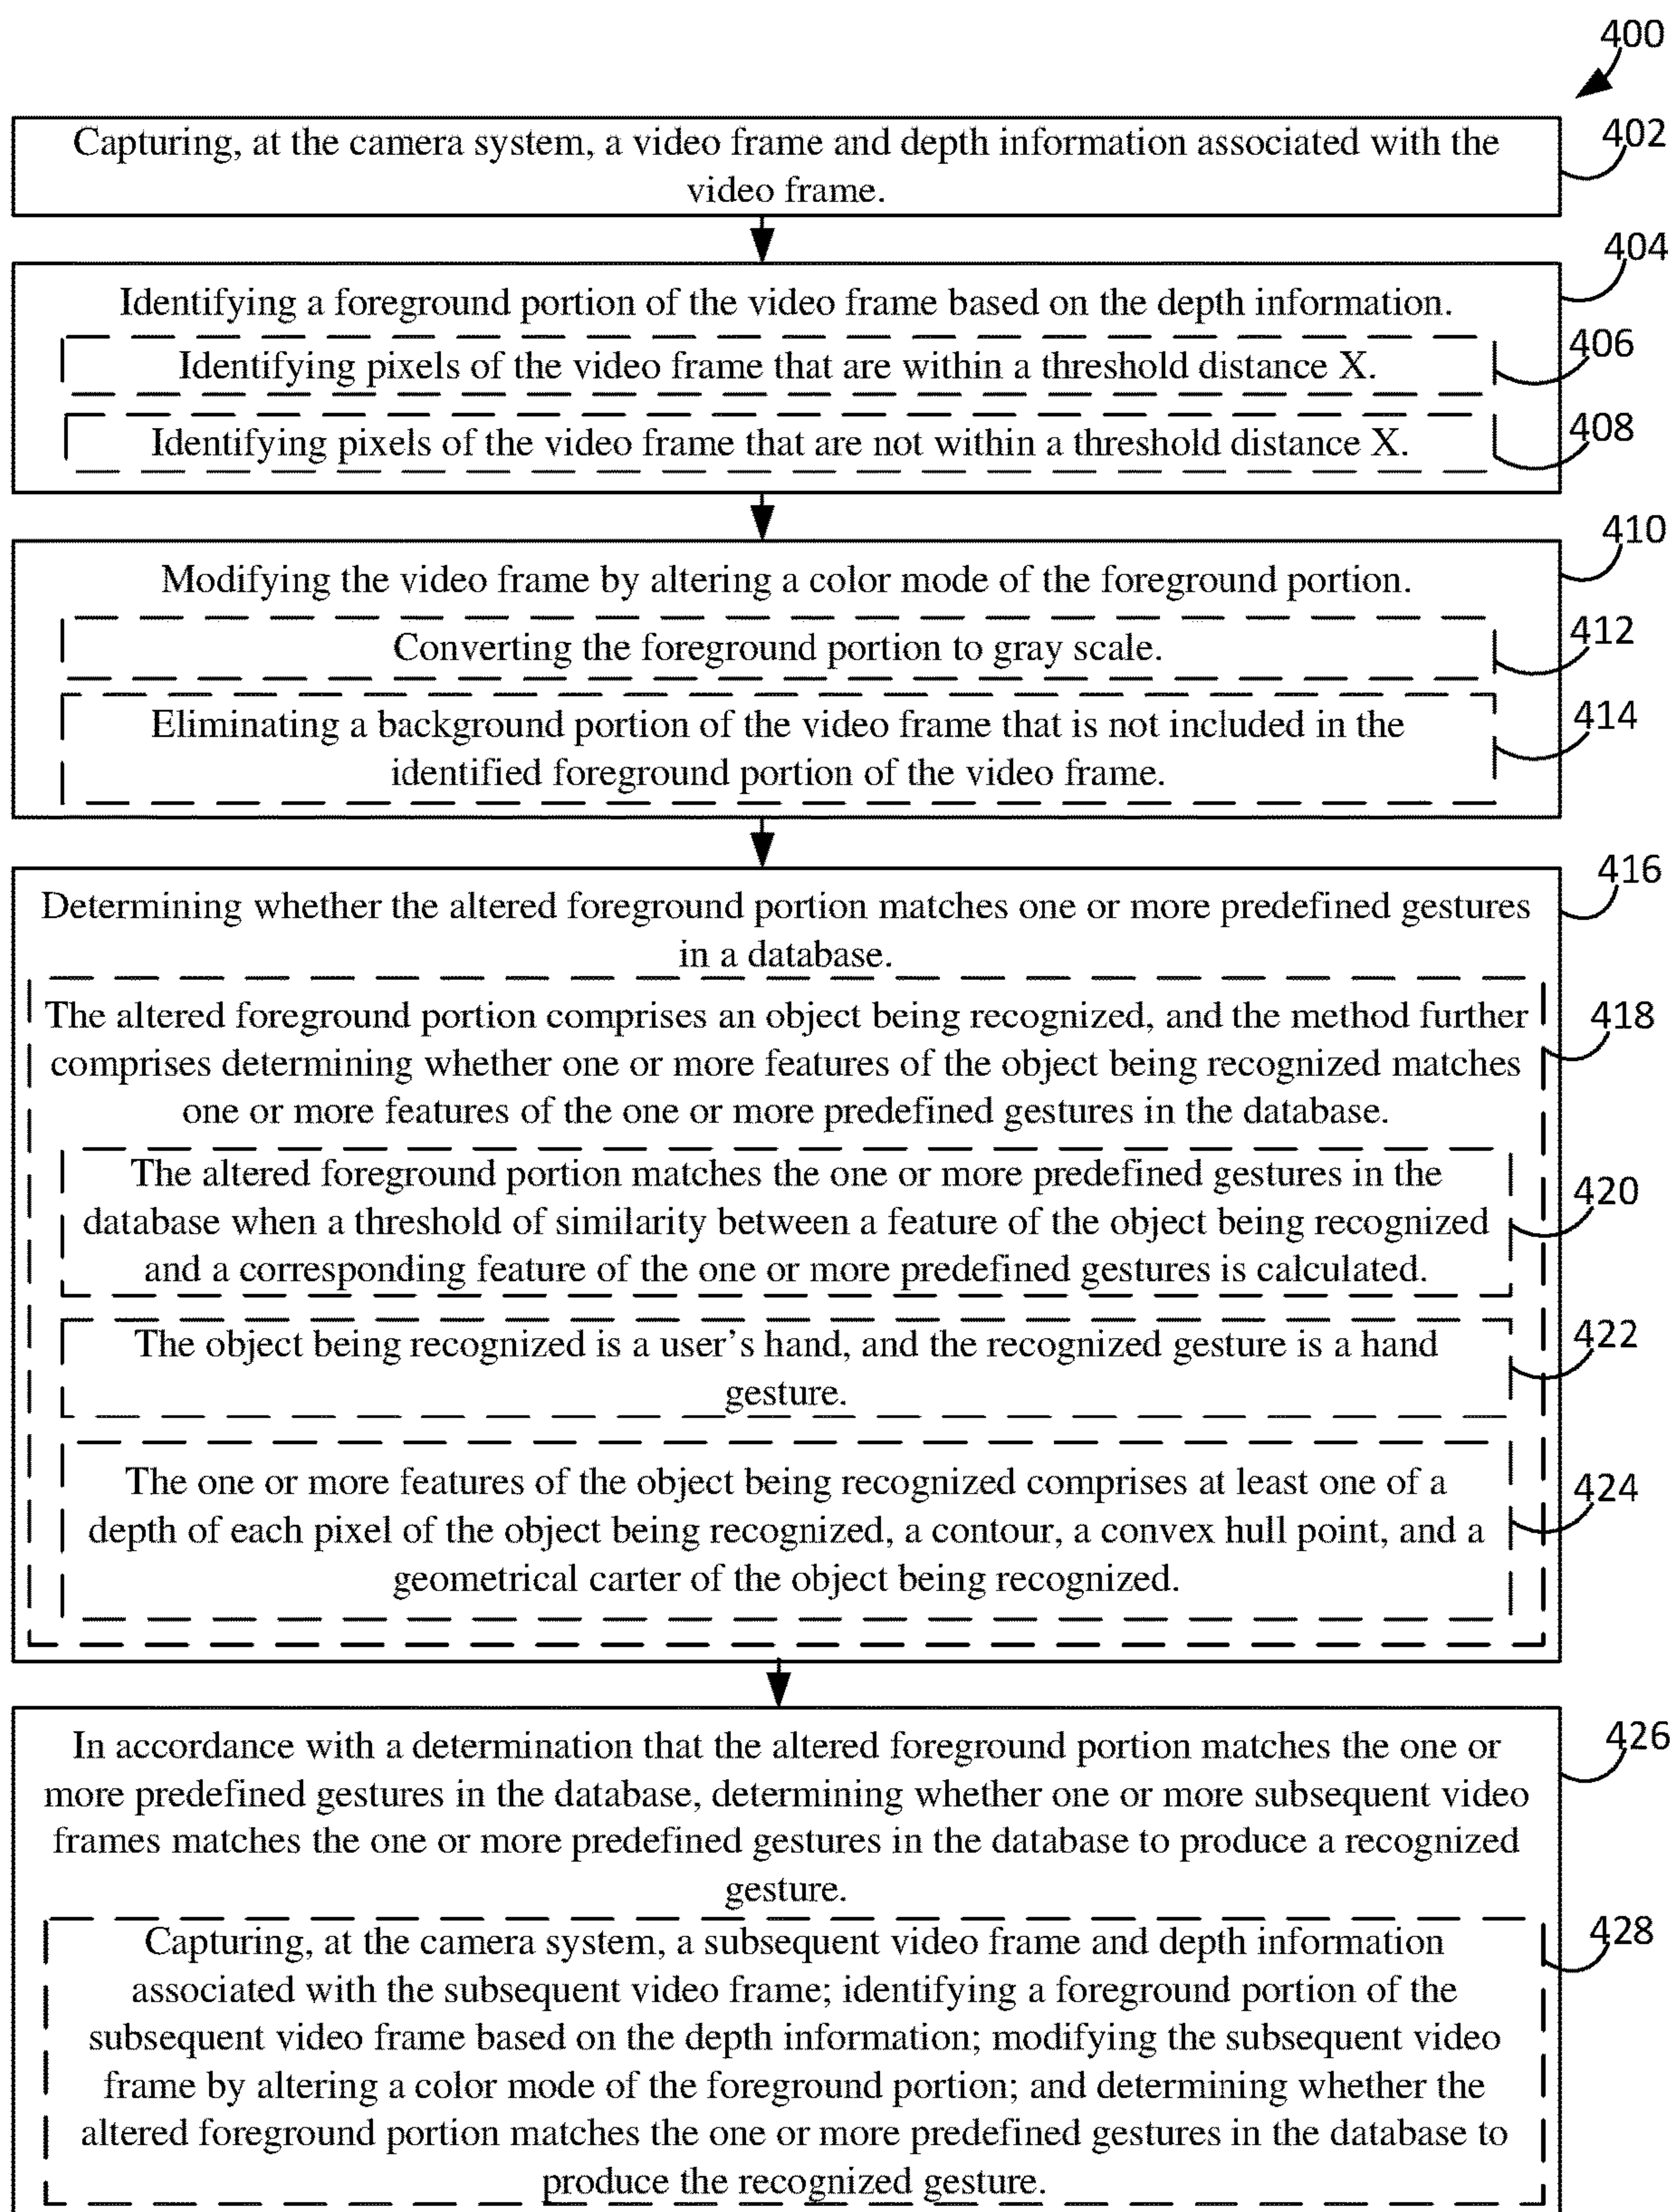 400
Capturing, at the camera system, a video frame and depth information associated with the
video frame.
402
Identifying a foreground portion of the video frame based on the depth information.
404
Identifying pixels of the video frame that are within a threshold distance X.
406
Identifying pixels of the video frame that are not within a threshold distance X.
408
Modifying the video frame by altering a color mode of the foreground portion.
410
Converting the foreground portion to gray scale.
412
Eliminating a background portion of the video frame that is not included in the
identified foreground portion of the video frame.
414
Determining whether the altered foreground portion matches one or more predefined gestures
in a database.
416
The altered foreground portion comprises an object being recognized, and the method further
comprises determining whether one or more features of the object being recognized matches
one or more features of the one or more predefined gestures in the database.
418
The altered foreground portion matches the one or more predefined gestures in the
database when a threshold of similarity between a feature of the object being recognized
and a corresponding feature of the one or more predefined gestures is calculated.
420
The object being recognized is a user's hand, and the recognized gesture is a hand
gesture.
422
The one or more features of the object being recognized comprises at least one of a
depth of each pixel of the object being recognized, a contour, a convex hull point, and a
geometrical carter of the object being recognized.
424
In accordance with a determination that the altered foreground portion matches the one or
more predefined gestures in the database, determining whether one or more subsequent video
frames matches the one or more predefined gestures in the database to produce a recognized
gesture.
426
Capturing, at the camera system, a subsequent video frame and depth information
associated with the subsequent video frame; identifying a foreground portion of the
subsequent video frame based on the depth information; modifying the subsequent video
frame by altering a color mode of the foreground portion; and determining whether the
altered foreground portion matches the one or more predefined gestures in the database to
produce the recognized gesture.
428